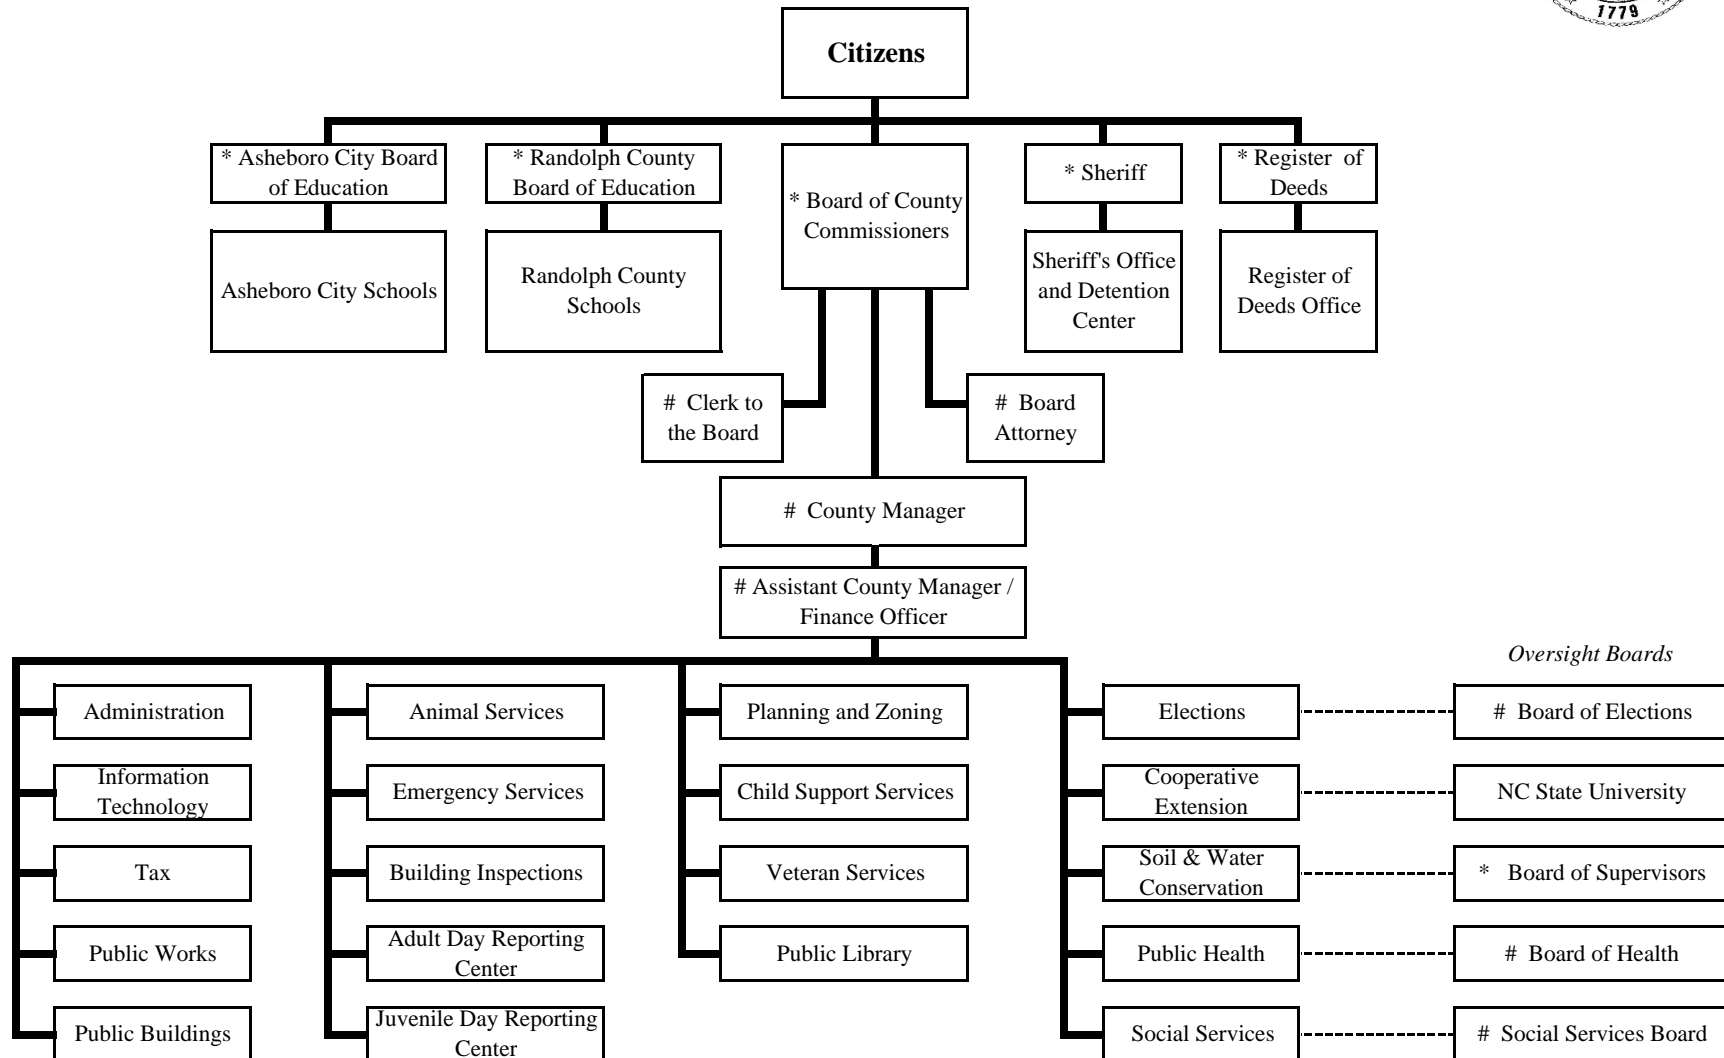 1779
Citizens
* Asheboro City Board
of Education
* Randolph County
Board of Education
* Board of County
Commissioners
* Sheriff
* Register of
Deeds
Asheboro City Schools
Randolph County
Schools
Sheriff's Office
and Detention
Center
Register of
Deeds Office
# Clerk to
the Board
# Board
Attorney
# County Manager
# Assistant County Manager /
Finance Officer
Oversight Boards
Administration
Animal Services
Planning and Zoning
Elections
# Board of Elections
Information
Technology
Emergency Services
Child Support Services
Cooperative
Extension
NC State University
Tax
Building Inspections
Veteran Services
Soil & Water
Conservation
* Board of Supervisors
Public Works
Adult Day Reporting
Center
Public Library
Public Health
# Board of Health
Public Buildings
Juvenile Day Reporting
Center
Social Services
# Social Services Board